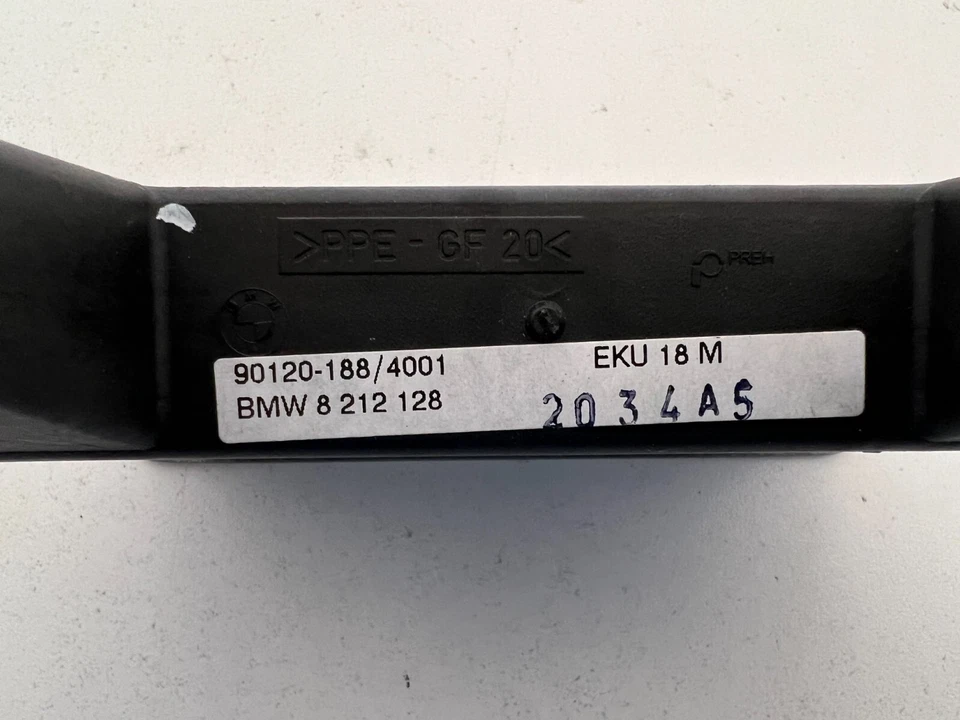 >PPE-GF 20<
PREH
90120-188/4001
EKU 18 M
BMW 8 212 128
2034A5